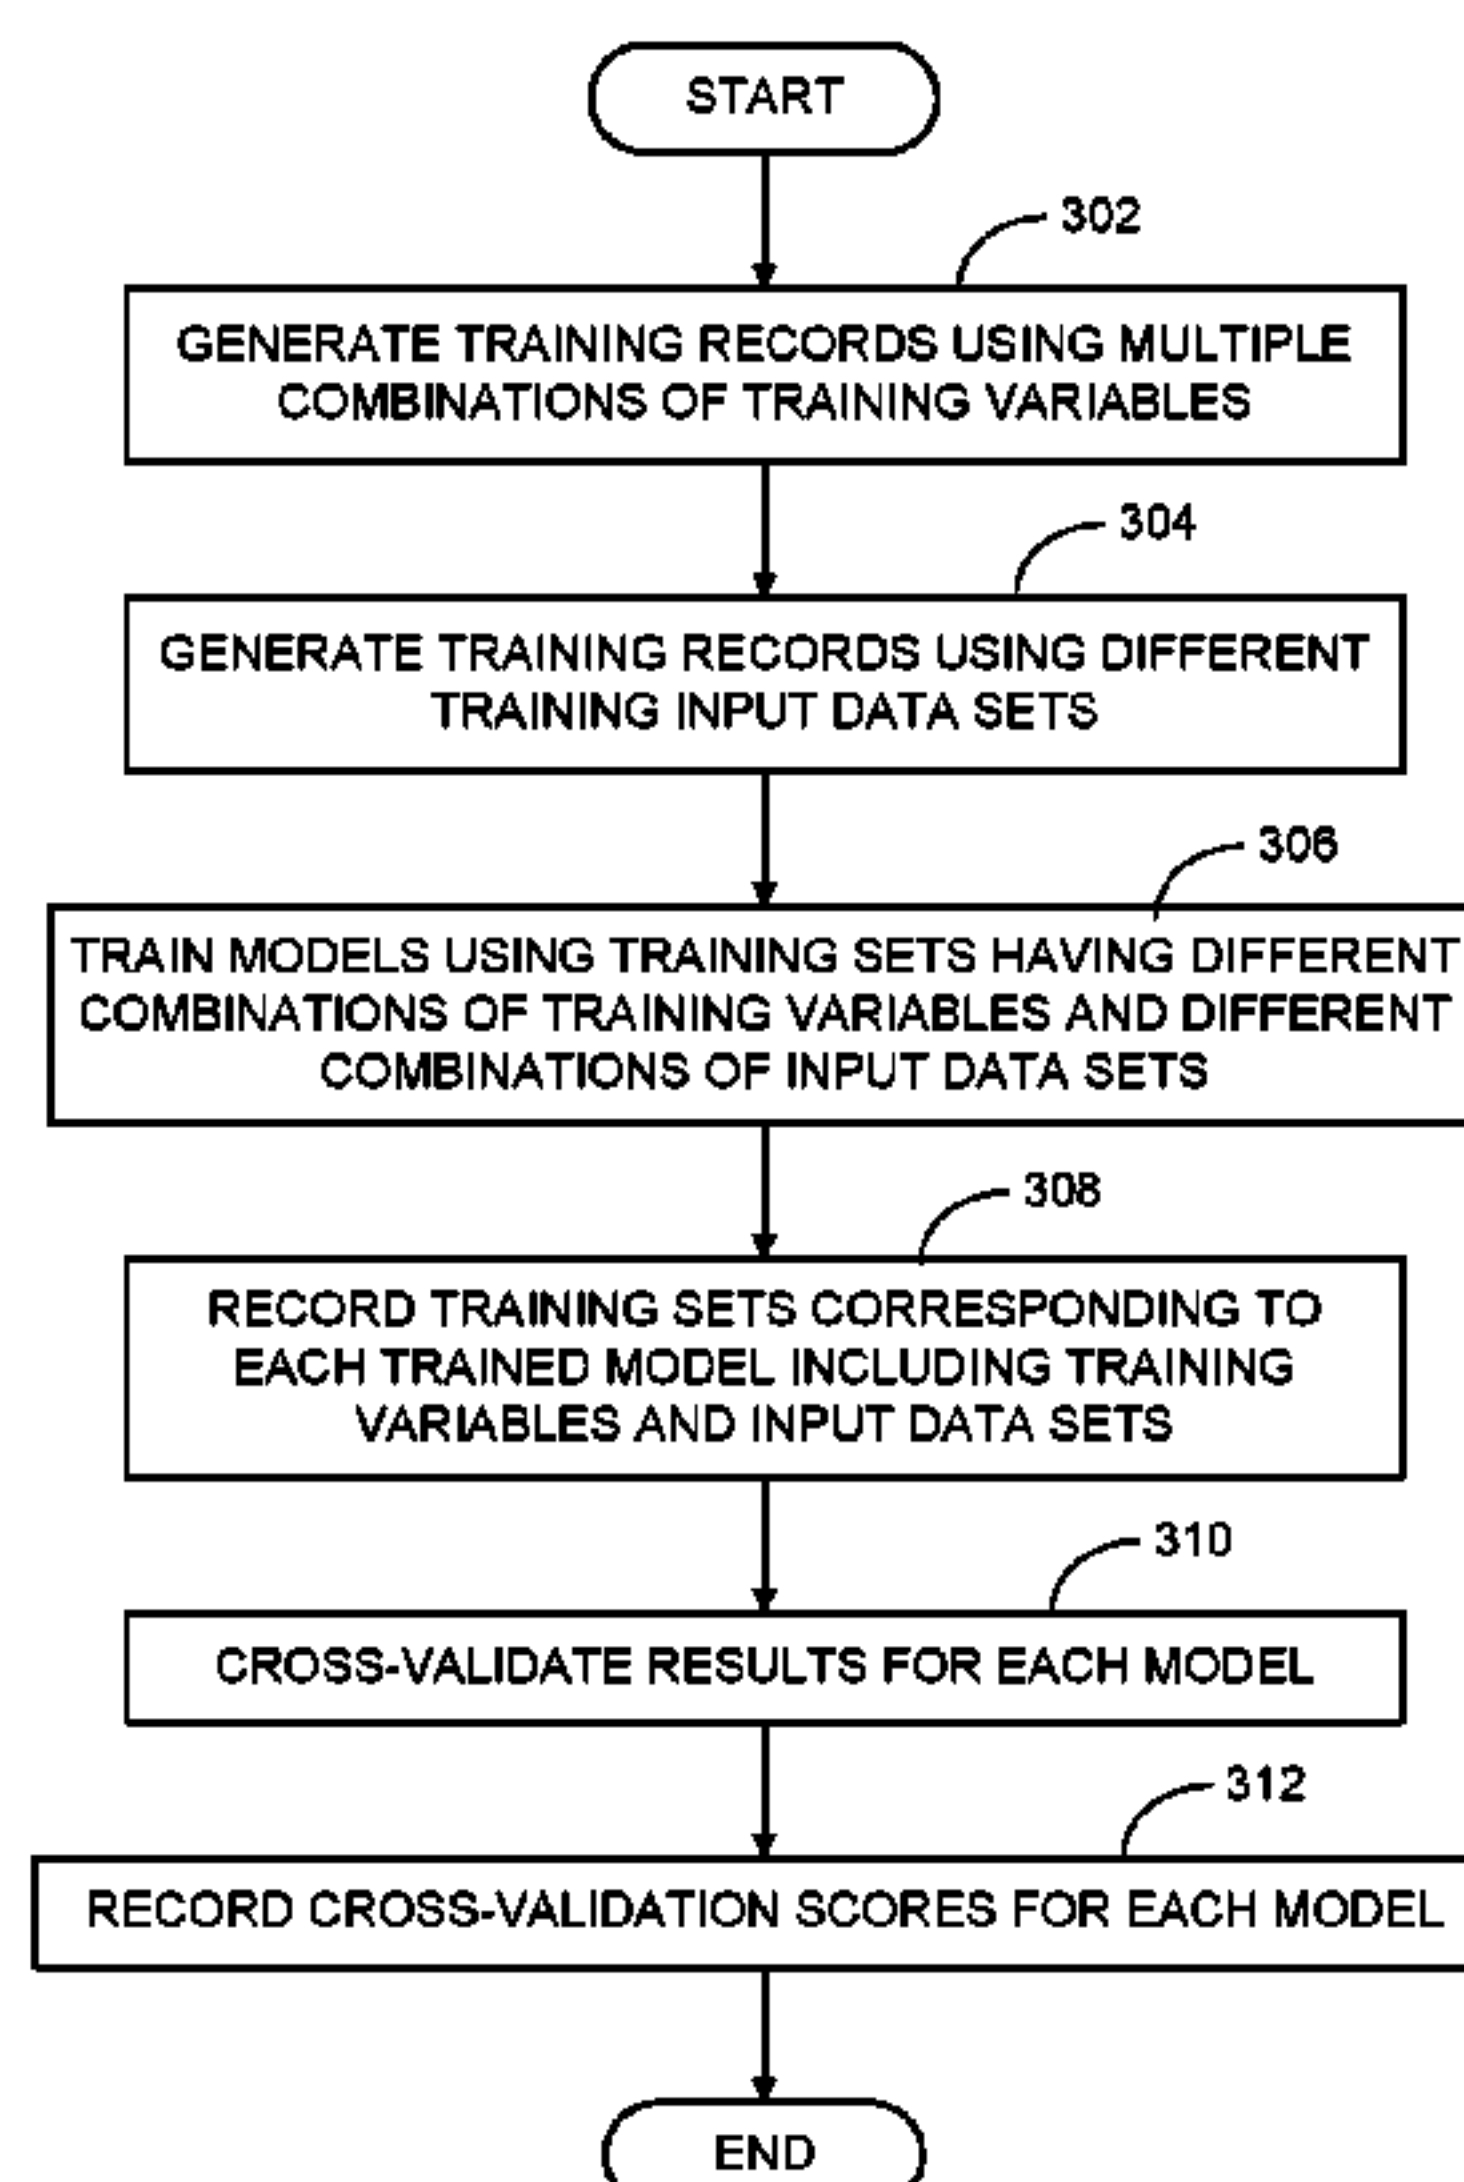 START
302
GENERATE TRAINING RECORDS USING MULTIPLE
COMBINATIONS OF TRAINING VARIABLES
304
GENERATE TRAINING RECORDS USING DIFFERENT
TRAINING INPUT DATA SETS
306
TRAIN MODELS USING TRAINING SETS HAVING DIFFERENT
COMBINATIONS OF TRAINING VARIABLES AND DIFFERENT
COMBINATIONS OF INPUT DATA SETS
308
RECORD TRAINING SETS CORRESPONDING TO
EACH TRAINED MODEL INCLUDING TRAINING
VARIABLES AND INPUT DATA SETS
310
CROSS-VALIDATE RESULTS FOR EACH MODEL
312
RECORD CROSS-VALIDATION SCORES FOR EACH MODEL
END